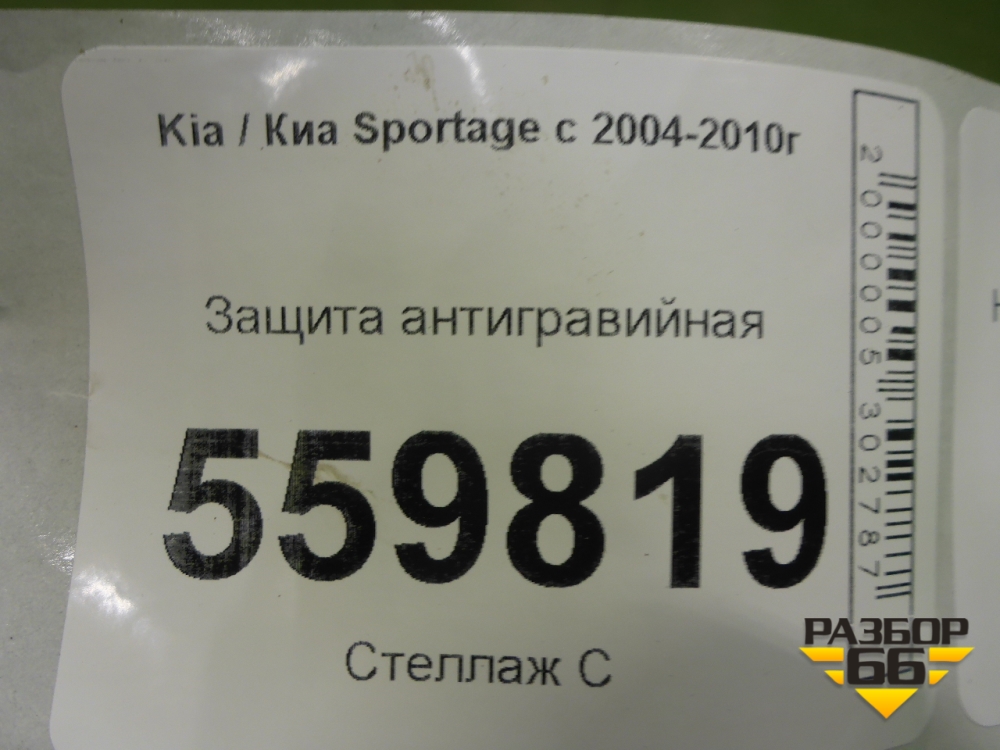 Kia / Киа Sportage с 2004-2010г
Защита антигравийная
559819
Стеллаж С
2000005302787
РАЗБОР
66